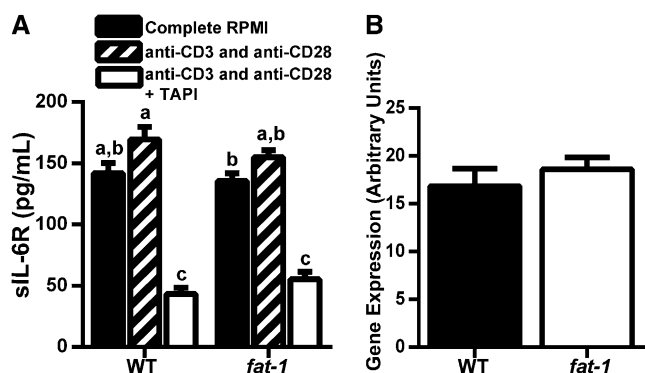 A
Complete RPMI
anti-CD3 and anti-CD28
anti-CD3 and anti-CD28
+ TAPI
sIL-6R (pg/mL)
200
150
100
50
0
a,b
a
c
b
a,b
c
WT
fat-1
B
Gene Expression (Arbitrary Units)
25
20
15
10
5
0
WT
fat-1